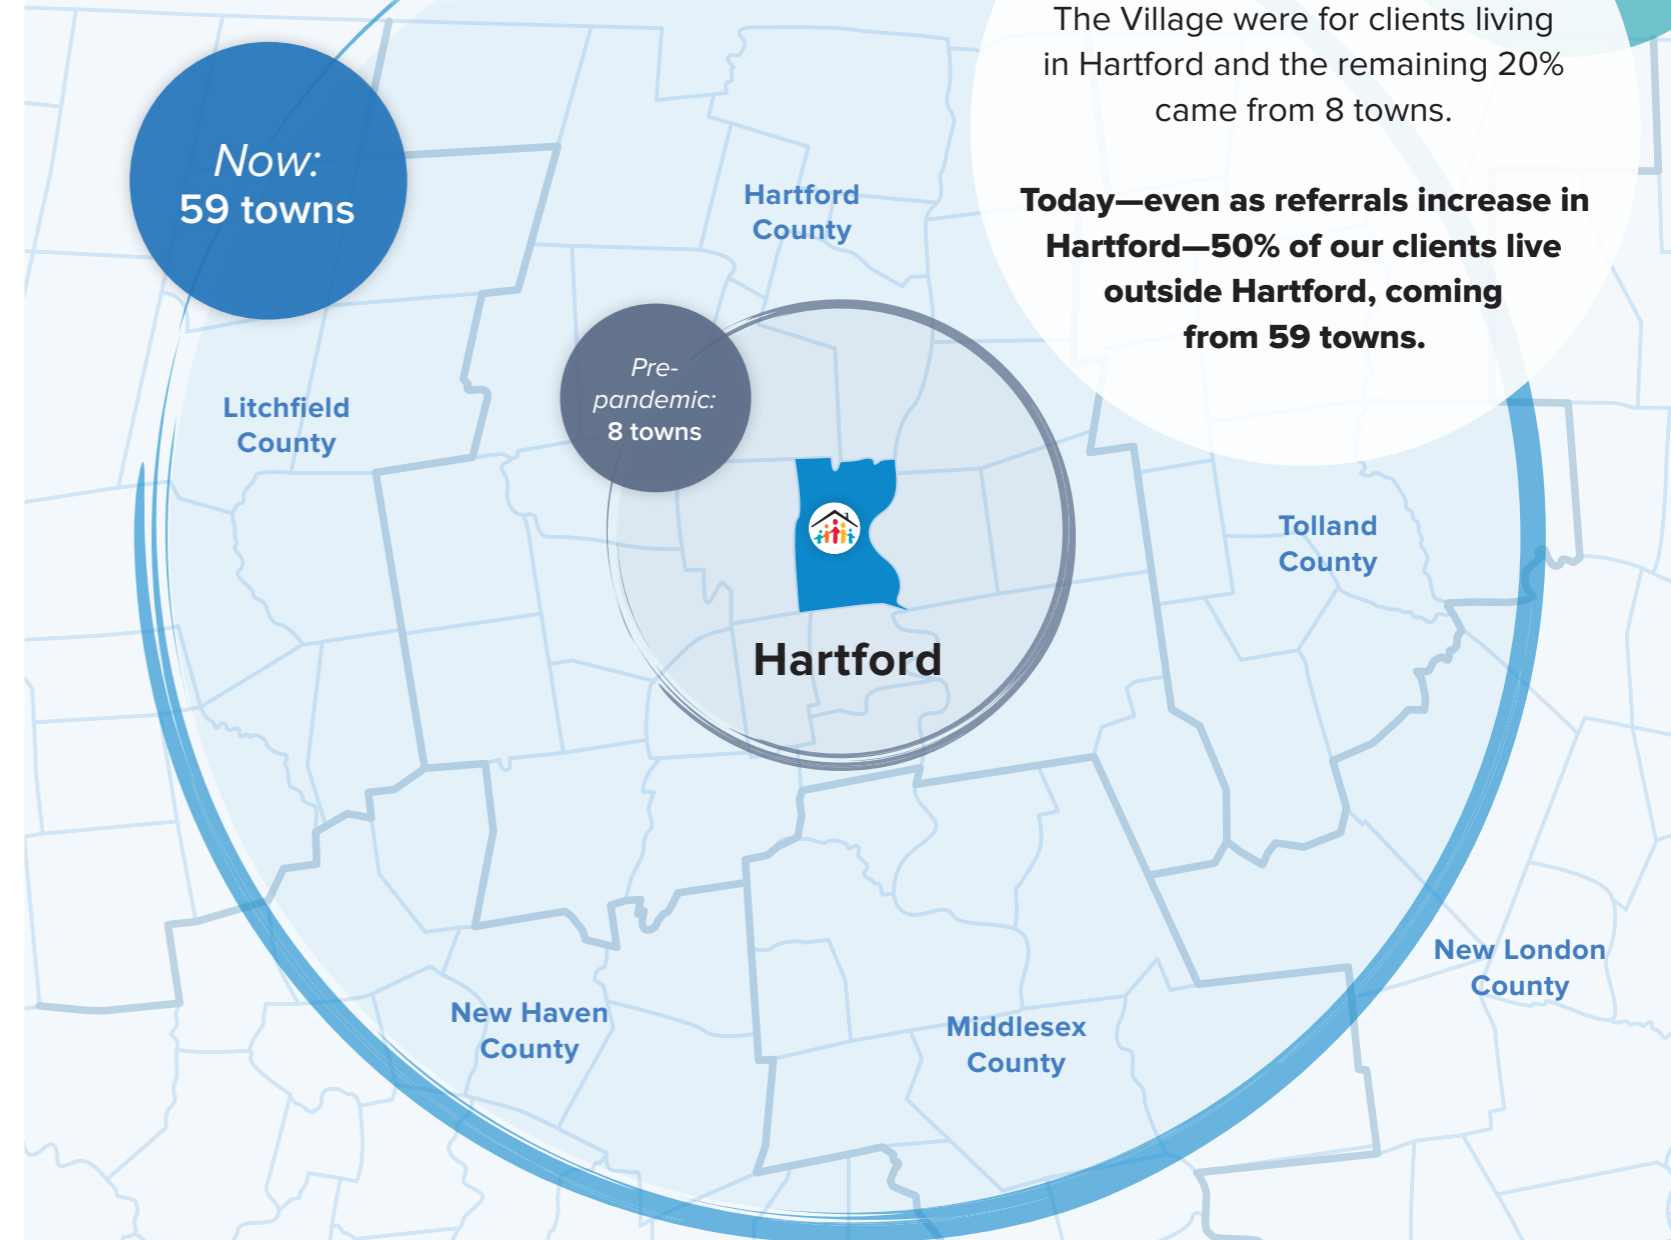 The Village were for clients living
in Hartford and the remaining 20%
came from 8 towns.
Today—even as referrals increase in
Hartford—50% of our clients live
outside Hartford, coming
from 59 towns.
Now:
59 towns
Hartford
County
Pre-
pandemic:
8 towns
Litchfield
County
Tolland
County
Hartford
New London
County
New Haven
County
Middlesex
County